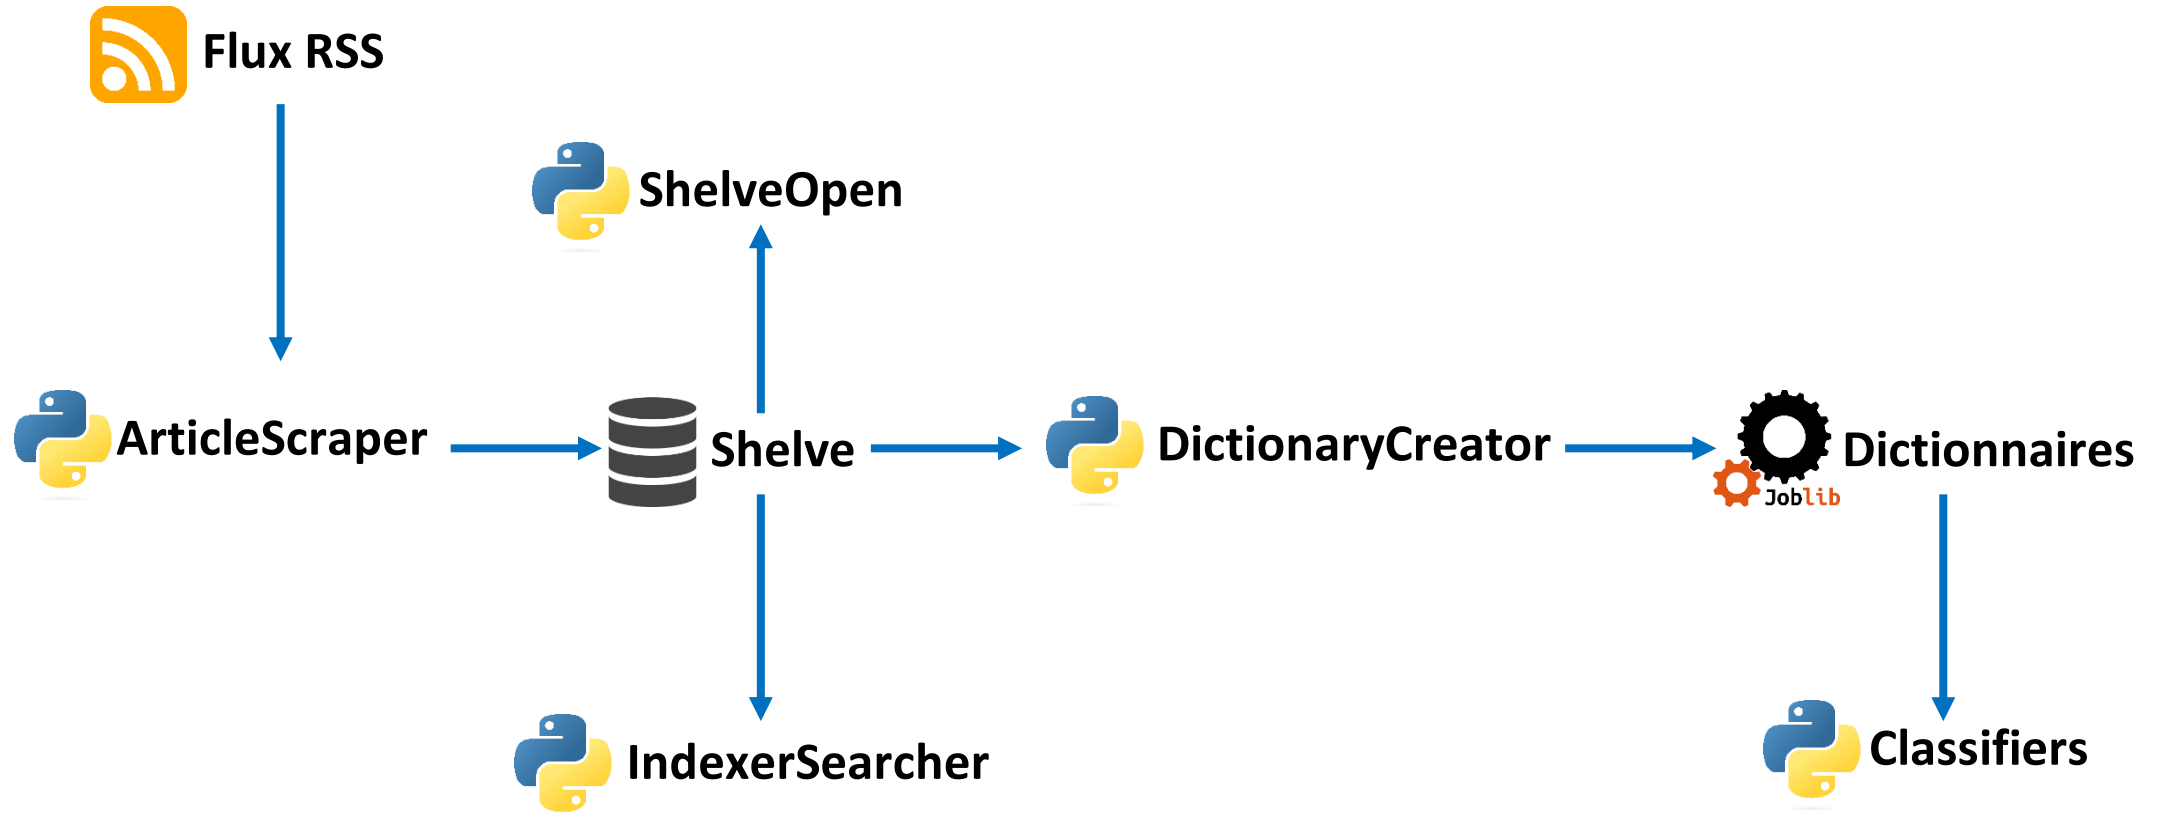 Flux RSS
ShelveOpen
ArticleScraper
Shelve
DictionaryCreator
Joblib
Dictionnaires
IndexerSearcher
Classifiers